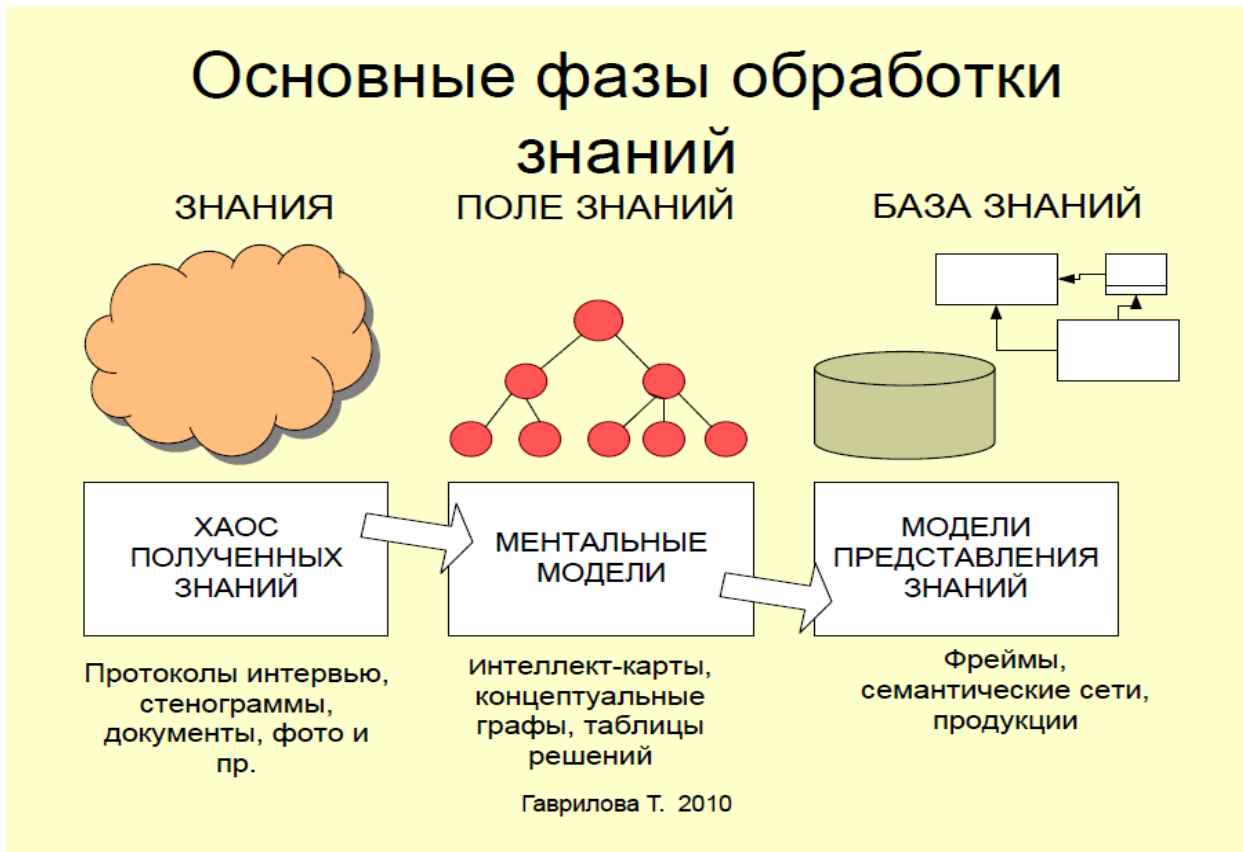 Основные фазы обработки
знаний
ЗНАНИЯ
ПОЛЕ ЗНАНИЙ
БАЗА ЗНАНИЙ
ХАОС
ПОЛУЧЕННЫХ
ЗНАНИЙ
МЕНТАЛЬНЫЕ
МОДЕЛИ
МОДЕЛИ
ПРЕДСТАВЛЕНИЯ
ЗНАНИЙ
Протоколы интервью,
стенограммы,
документы, фото и
пр.
Интеллект-карты,
концептуальные
графы, таблицы
решений
Фреймы,
семантические сети,
продукции
Гаврилова Т. 2010